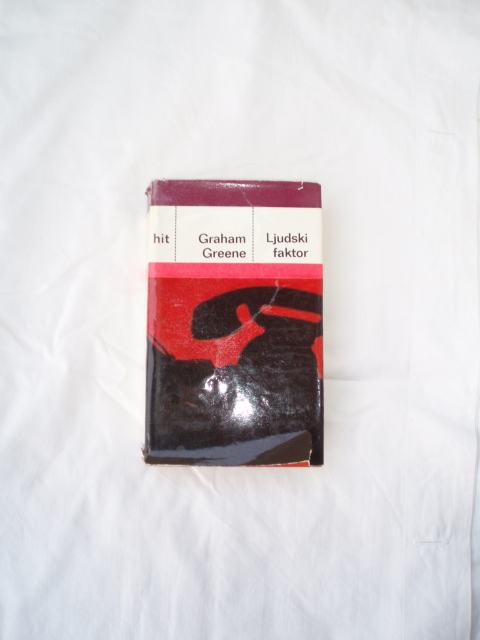 hit
Graham
Greene
Ljudski
faktor